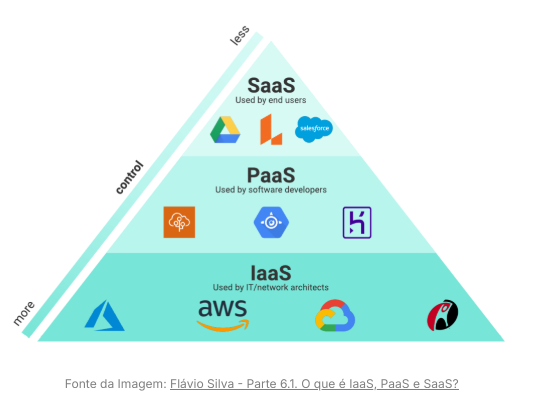 less
SaaS
Used by end users
salesforce
control
PaaS
Used by software developers
IaaS
Used by IT/network architects
more
aws
Fonte da Imagem: Flávio Silva - Parte 6.1. O que é IaaS, PaaS e SaaS?